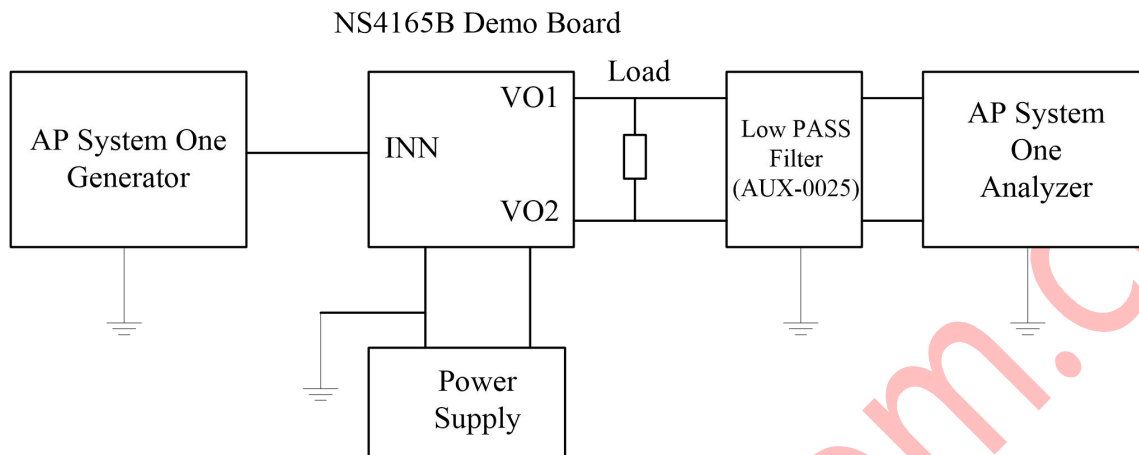 NS4165B Demo Board
AP System One
Generator
INN
VO1
VO2
Load
Low PASS
Filter
(AUX-0025)
AP System
One
Analyzer
Power
Supply
om.c